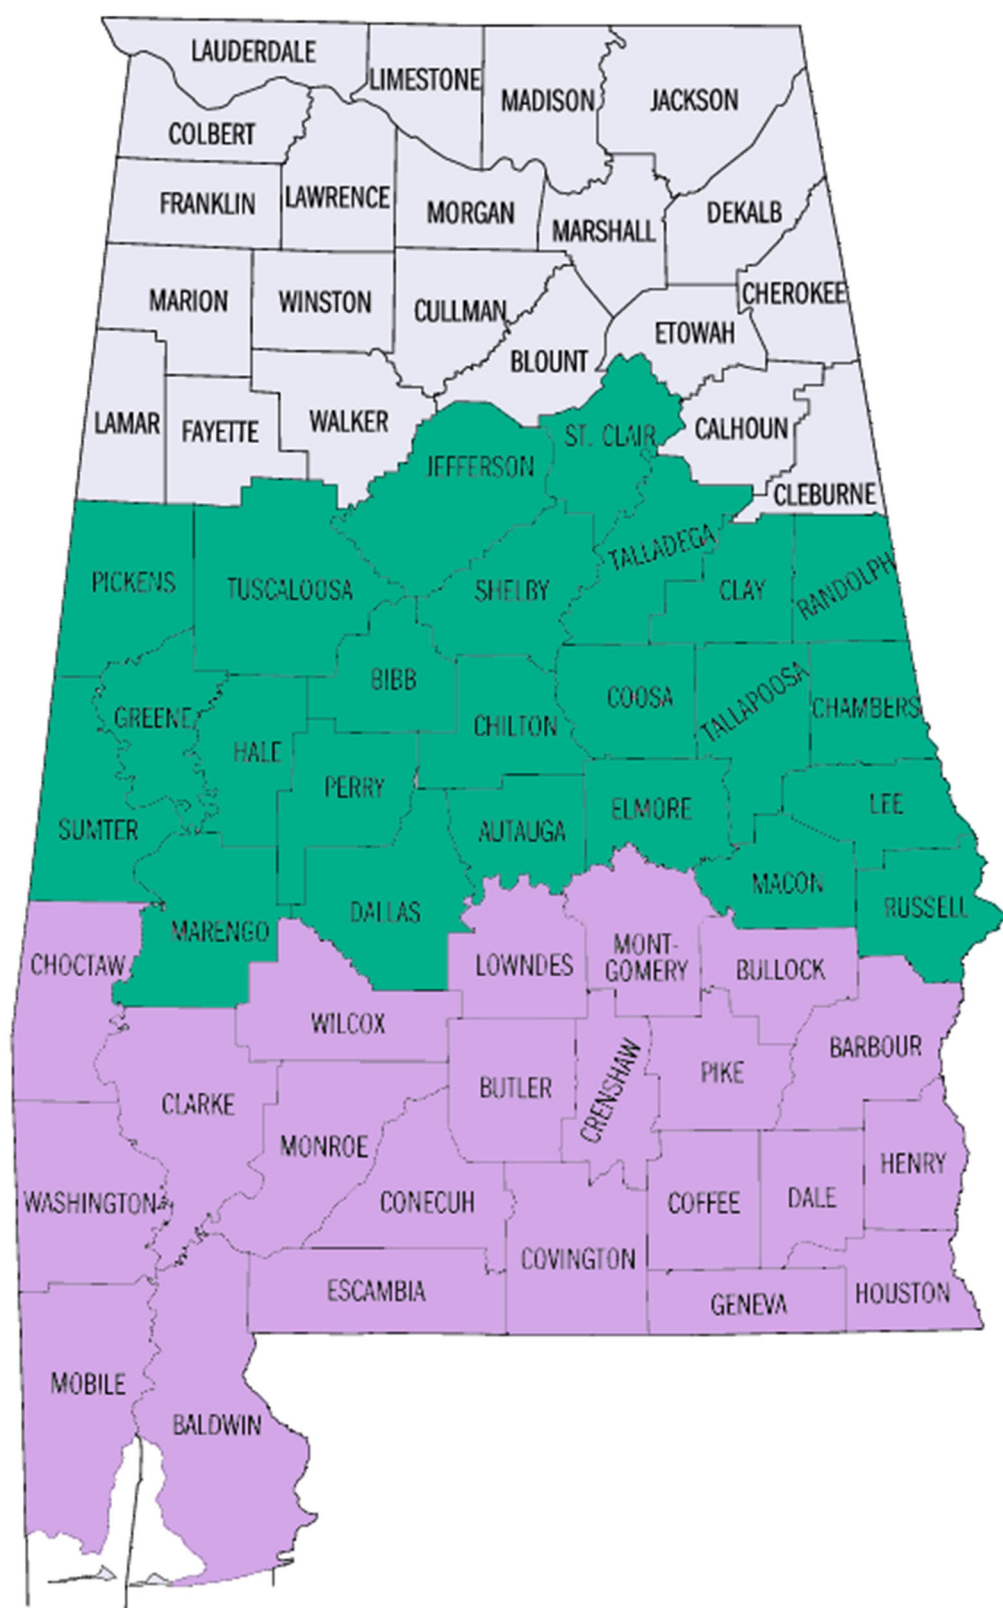 LAUDERDALE
LIMESTONE
MADISON
JACKSON
COLBERT
FRANKLIN
LAWRENCE
MORGAN
MARSHALL
DEKALB
MARION
WINSTON
CULLMAN
CHEROKEE
ETOWAH
BLOUNT
LAMAR
FAYETTE
WALKER
JEFFERSON
ST. CLAIR
CALHOUN
CLEBURNE
PICKENS
TUSCALOOSA
SHELBY
TALLADEGA
CLAY
RANDOLPH
BIBB
GREENE
HALE
CHILTON
COOSA
TALLAPOOSA
CHAMBERS
SUMTER
PERRY
AUTAUGA
ELMORE
LEE
MARENGO
DALLAS
MACON
RUSSELL
CHOCTAW
LOWNDES
MONT-
GOMERY
BULLOCK
WILCOX
BARBOUR
CLARKE
BUTLER
CRENSHAW
PIKE
MONROE
HENRY
WASHINGTON
CONECUH
COFFEE
DALE
COVINGTON
ESCAMBIA
GENEVA
HOUSTON
MOBILE
BALDWIN